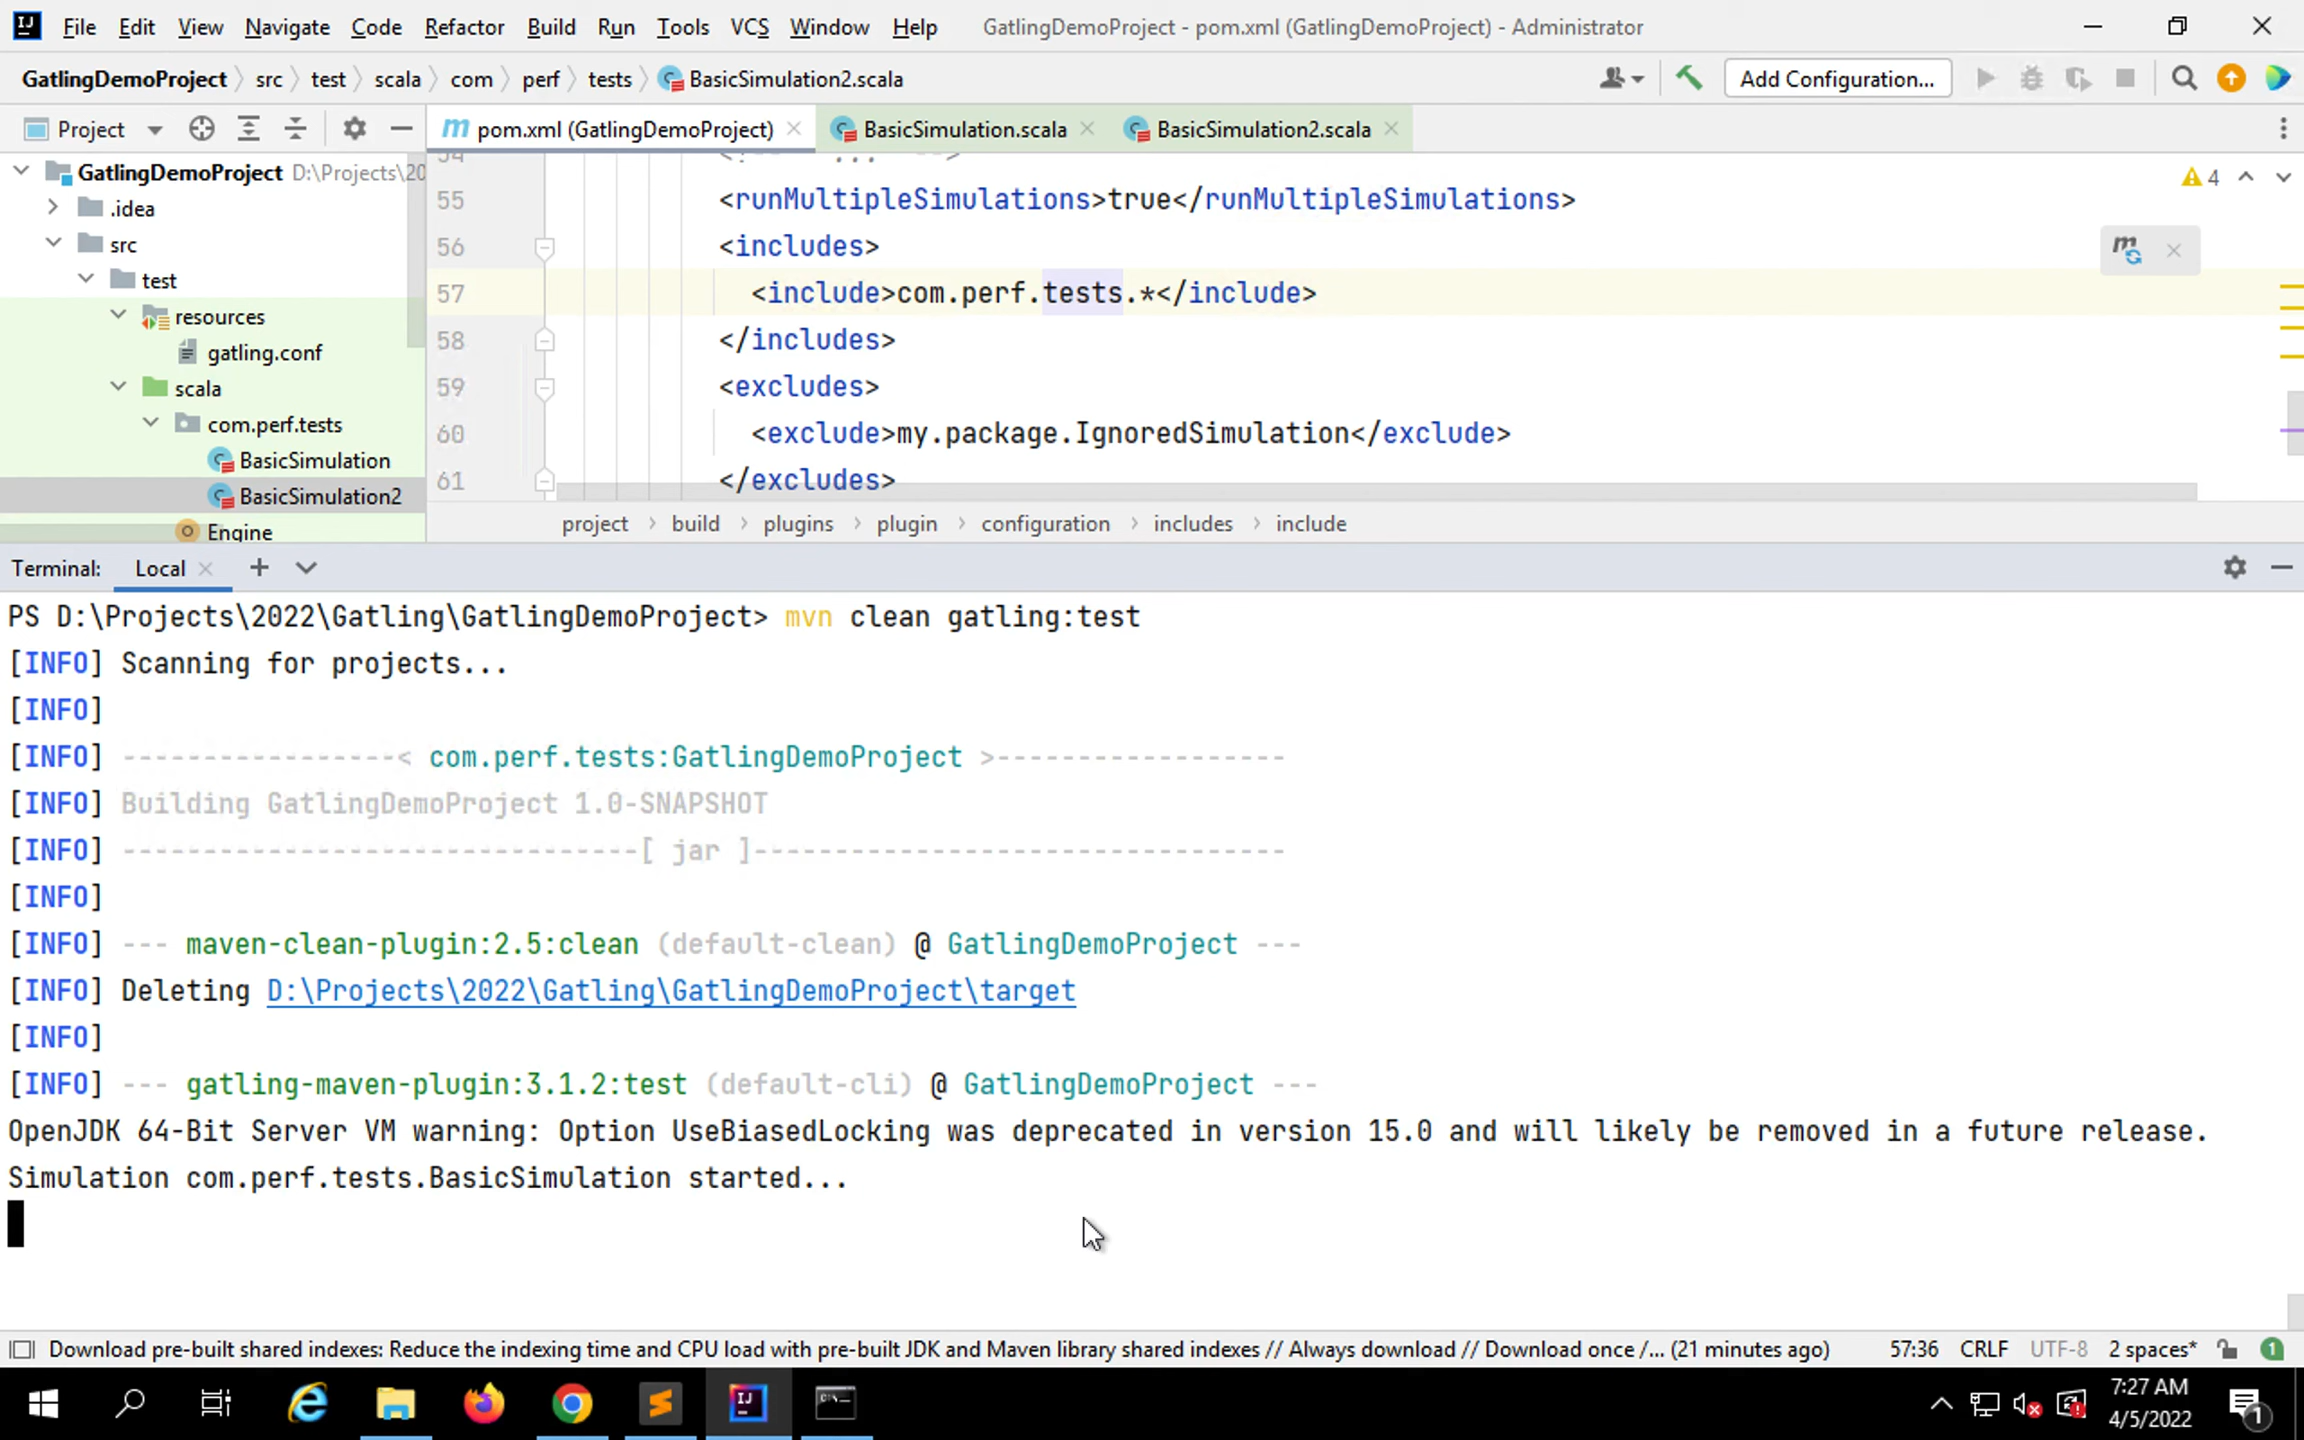 File Edit View Navigate Code Refactor Build Run Tools VCS Window Help GatlingDemoProject - pom.xml (GatlingDemoProject) - Administrator
GatlingDemoProject src test scala com perf tests BasicSimulation2.scala Add Configuration...
Project pom.xml (GatlingDemoProject) BasicSimulation.scala BasicSimulation2.scala
GatlingDemoProject D:\Projects\20
.idea
src
test
resources
gatling.conf
scala
com.perf.tests
BasicSimulation
BasicSimulation2
Engine
54 <!-- ... -->
55 <runMultipleSimulations>true</runMultipleSimulations>
56 <includes>
57 <include>com.perf.tests.*</include>
58 </includes>
59 <excludes>
60 <exclude>my.package.IgnoredSimulation</exclude>
61 </excludes>
4
project build plugins plugin configuration includes include
Terminal: Local
PS D:\Projects\2022\Gatling\GatlingDemoProject> mvn clean gatling:test
[INFO] Scanning for projects...
[INFO]
[INFO] -----------------< com.perf.tests:GatlingDemoProject >------------------
[INFO] Building GatlingDemoProject 1.0-SNAPSHOT
[INFO] --------------------------------[ jar ]---------------------------------
[INFO]
[INFO] --- maven-clean-plugin:2.5:clean (default-clean) @ GatlingDemoProject ---
[INFO] Deleting D:\Projects\2022\Gatling\GatlingDemoProject\target
[INFO]
[INFO] --- gatling-maven-plugin:3.1.2:test (default-cli) @ GatlingDemoProject ---
OpenJDK 64-Bit Server VM warning: Option UseBiasedLocking was deprecated in version 15.0 and will likely be removed in a future release.
Simulation com.perf.tests.BasicSimulation started...
Download pre-built shared indexes: Reduce the indexing time and CPU load with pre-built JDK and Maven library shared indexes // Always download // Download once /... (21 minutes ago) 57:36 CRLF UTF-8 2 spaces* 1
7:27 AM
4/5/2022
1